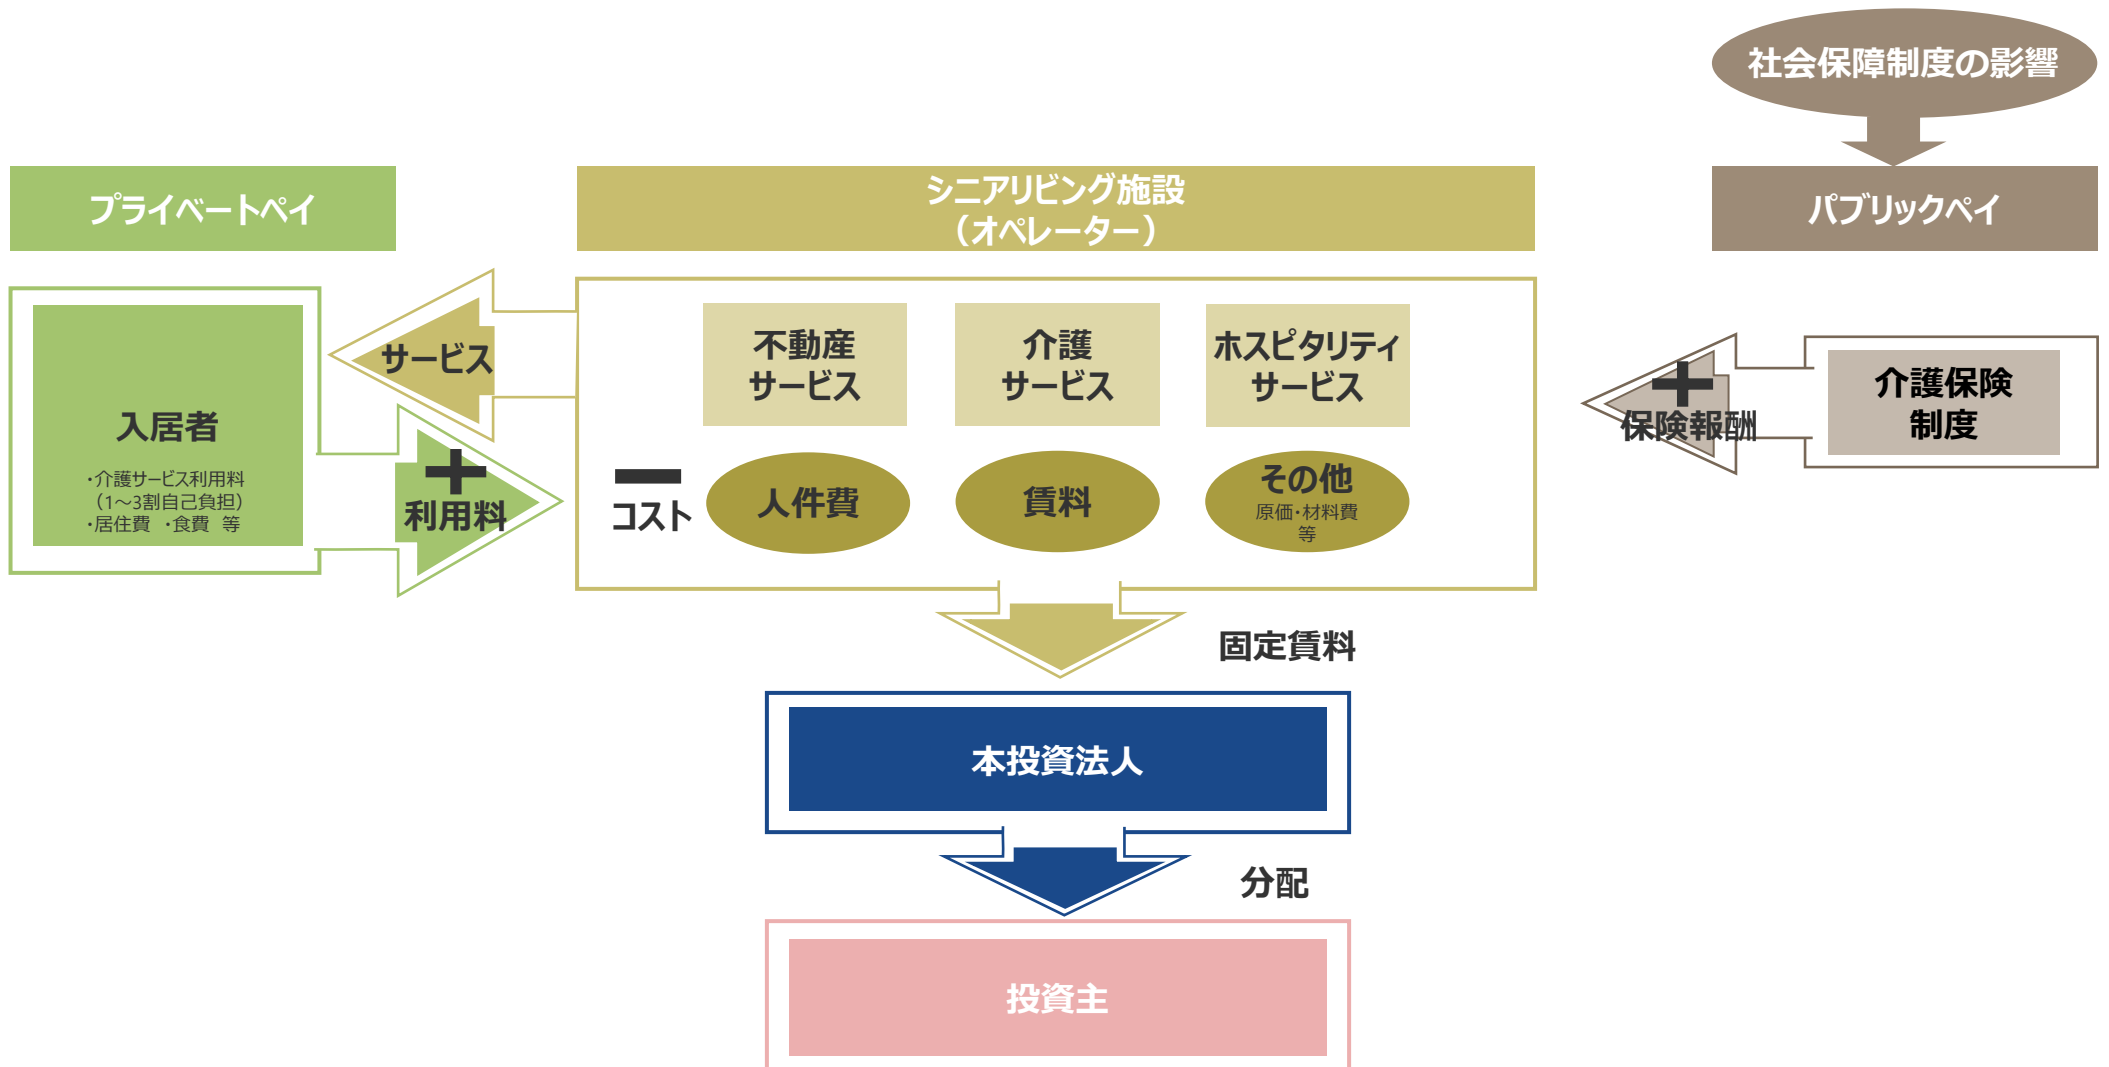 社会保障制度の影響
プライベートペイ
シニアリビング施設
（オペレーター）
パブリックペイ
サービス
不動産
サービス
介護
サービス
ホスピタリティ
サービス
＋
保険報酬
介護保険
制度
入居者
・介護サービス利用料
（1～3割自己負担）
・居住費　・食費　等
＋
利用料
ー
コスト
人件費
賃料
その他
原価・材料費
等
固定賃料
本投資法人
分配
投資主